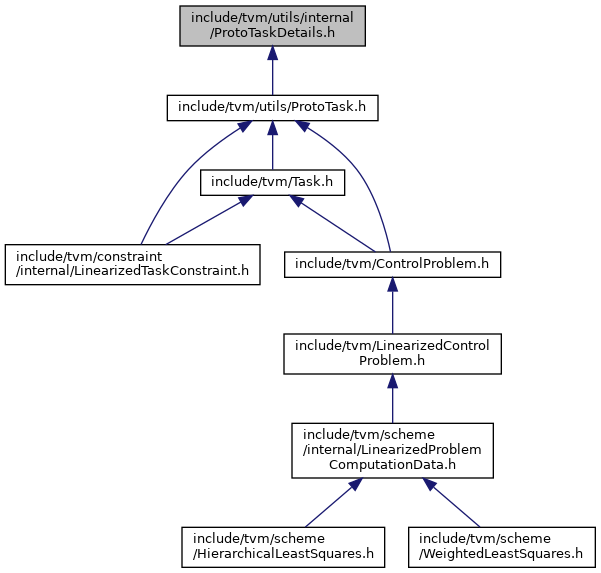 include/tvm/utils/internal
/ProtoTaskDetails.h
include/tvm/utils/ProtoTask.h
include/tvm/Task.h
include/tvm/constraint
/internal/LinearizedTaskConstraint.h
include/tvm/ControlProblem.h
include/tvm/LinearizedControl
Problem.h
include/tvm/scheme
/internal/LinearizedProblem
ComputationData.h
include/tvm/scheme
/HierarchicalLeastSquares.h
include/tvm/scheme
/WeightedLeastSquares.h